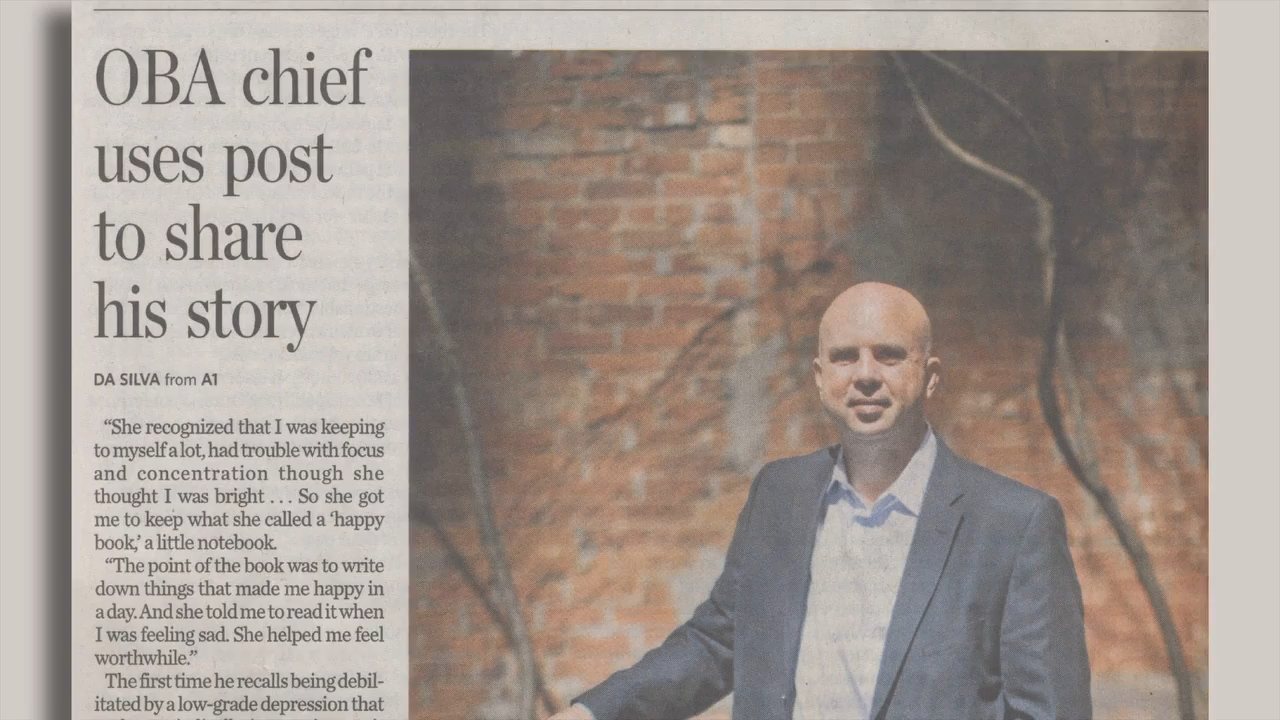 OBA chief
uses post
to share
his story
DA SILVA from A1
“She recognized that I was keeping
to myself a lot, had trouble with focus
and concentration though she
thought I was bright . . . So she got
me to keep what she called a ‘happy
book,’ a little notebook.
“The point of the book was to write
down things that made me happy in
a day. And she told me to read it when
I was feeling sad. She helped me feel
worthwhile.”
The first time he recalls being debil-
itated by a low-grade depression that